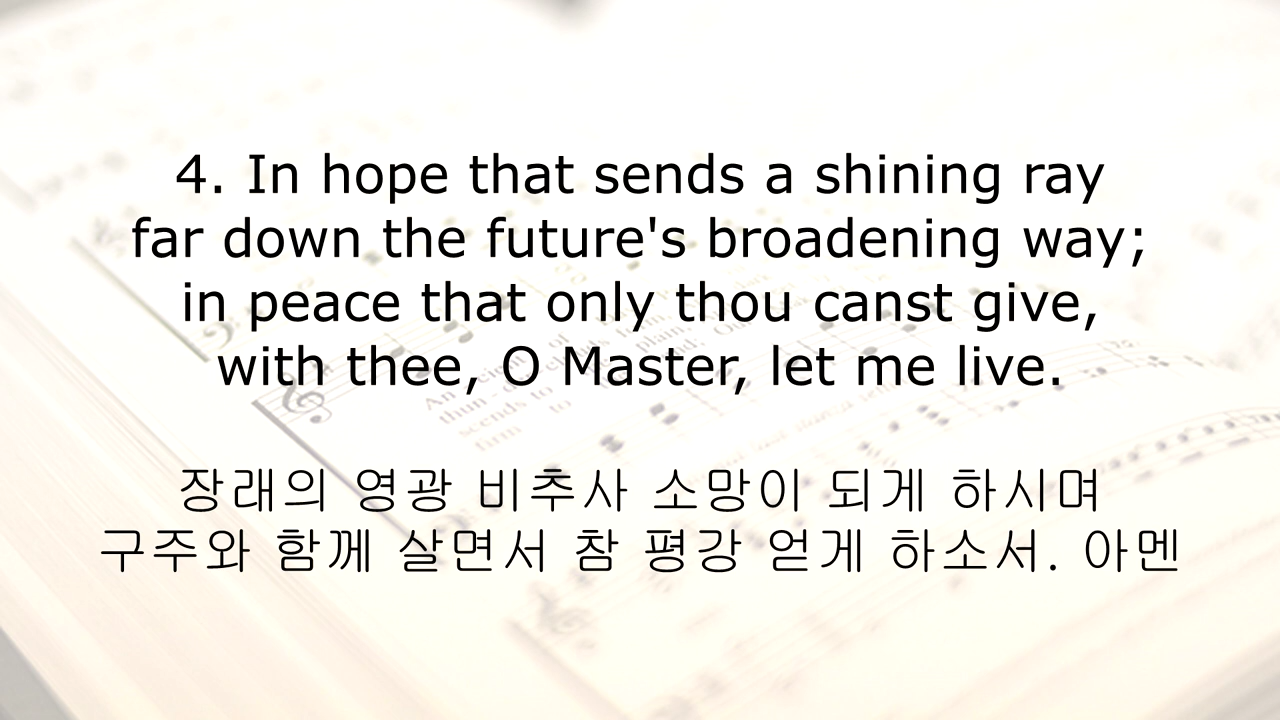 4. In hope that sends a shining ray
far down the future's broadening way;
in peace that only thou canst give,
with thee, O Master, let me live.
장래의 영광 비추사 소망이 되게 하시며
구주와 함께 살면서 참 평강 얻게 하소서. 아멘